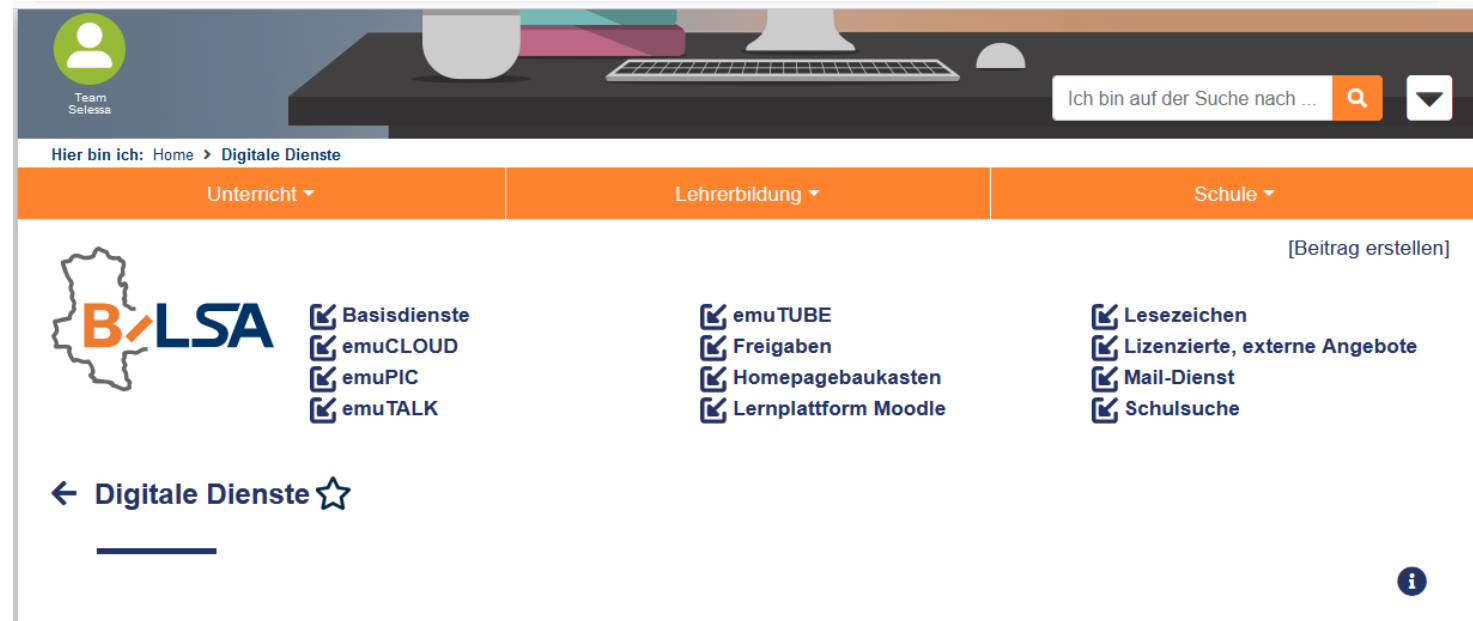 Team
Selessa
Ich bin auf der Suche nach ...
Hier bin ich: Home > Digitale Dienste
Unterricht
Lehrerbildung
Schule
[Beitrag erstellen]
B/LSA
Basisdienste
emuCLOUD
emuPIC
emuTALK
emuTUBE
Freigaben
Homepagebaukasten
Lernplattform Moodle
Lesezeichen
Lizenzierte, externe Angebote
Mail-Dienst
Schulsuche
Digitale Dienste